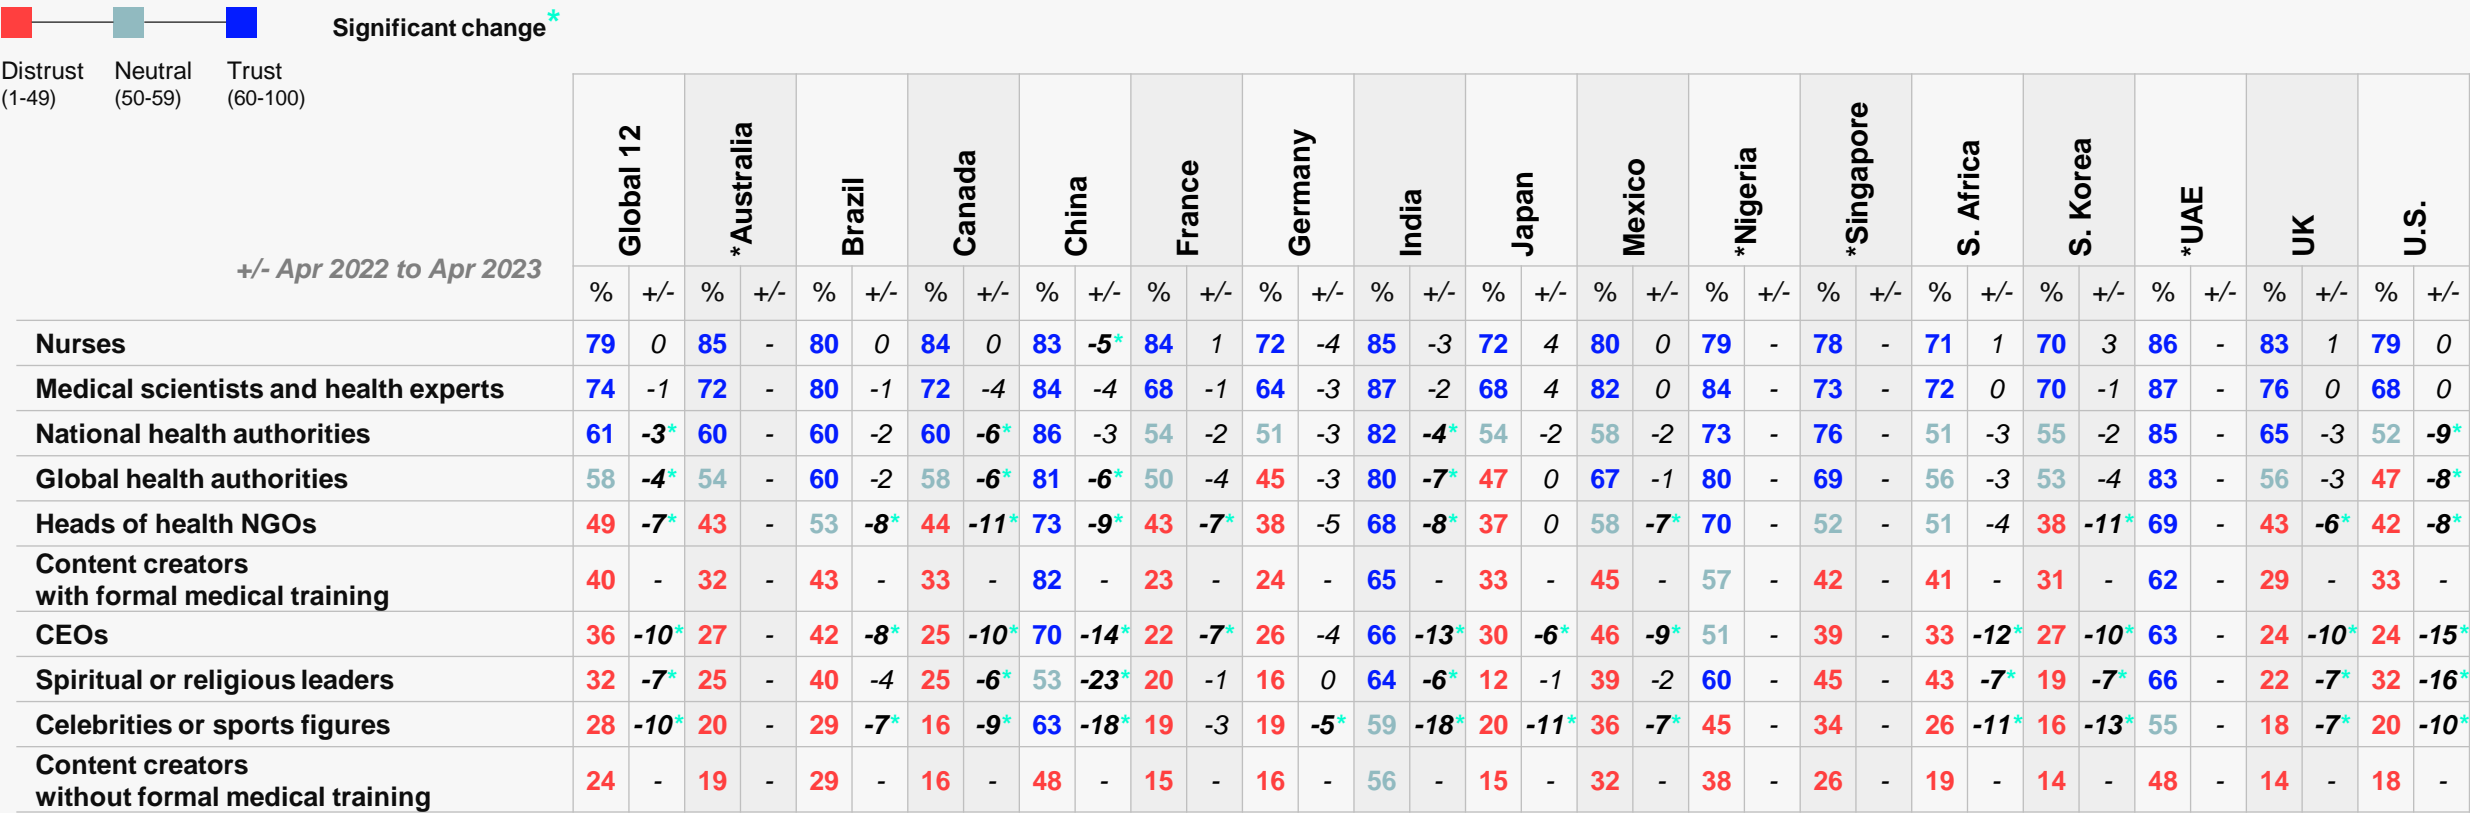 Significant change*
Distrust Neutral Trust
(1-49) (50-59) (60-100)
Global 12 *Australia Brazil Canada China France Germany India Japan Mexico *Nigeria *Singapore S. Africa S. Korea *UAE UK U.S.
+/- Apr 2022 to Apr 2023
% +/- % +/- % +/- % +/- % +/- % +/- % +/- % +/- % +/- % +/- % +/- % +/- % +/- % +/- % +/- % +/- % +/-
Nurses 79 0 85 - 80 0 84 0 83 -5* 84 1 72 -4 85 -3 72 4 80 0 79 - 78 - 71 1 70 3 86 - 83 1 79 0
Medical scientists and health experts 74 -1 72 - 80 -1 72 -4 84 -4 68 -1 64 -3 87 -2 68 4 82 0 84 - 73 - 72 0 70 -1 87 - 76 0 68 0
National health authorities 61 -3* 60 - 60 -2 60 -6* 86 -3 54 -2 51 -3 82 -4* 54 -2 58 -2 73 - 76 - 51 -3 55 -2 85 - 65 -3 52 -9*
Global health authorities 58 -4* 54 - 60 -2 58 -6* 81 -6* 50 -4 45 -3 80 -7* 47 0 67 -1 80 - 69 - 56 -3 53 -4 83 - 56 -3 47 -8*
Heads of health NGOs 49 -7* 43 - 53 -8* 44 -11* 73 -9* 43 -7* 38 -5 68 -8* 37 0 58 -7* 70 - 52 - 51 -4 38 -11* 69 - 43 -6* 42 -8*
Content creators
with formal medical training 40 - 32 - 43 - 33 - 82 - 23 - 24 - 65 - 33 - 45 - 57 - 42 - 41 - 31 - 62 - 29 - 33 -
CEOs 36 -10* 27 - 42 -8* 25 -10* 70 -14* 22 -7* 26 -4 66 -13* 30 -6* 46 -9* 51 - 39 - 33 -12* 27 -10* 63 - 24 -10* 24 -15*
Spiritual or religious leaders 32 -7* 25 - 40 -4 25 -6* 53 -23* 20 -1 16 0 64 -6* 12 -1 39 -2 60 - 45 - 43 -7* 19 -7* 66 - 22 -7* 32 -16*
Celebrities or sports figures 28 -10* 20 - 29 -7* 16 -9* 63 -18* 19 -3 19 -5* 59 -18* 20 -11* 36 -7* 45 - 34 - 26 -11* 16 -13* 55 - 18 -7* 20 -10*
Content creators
without formal medical training 24 - 19 - 29 - 16 - 48 - 15 - 16 - 56 - 15 - 32 - 38 - 26 - 19 - 14 - 48 - 14 - 18 -